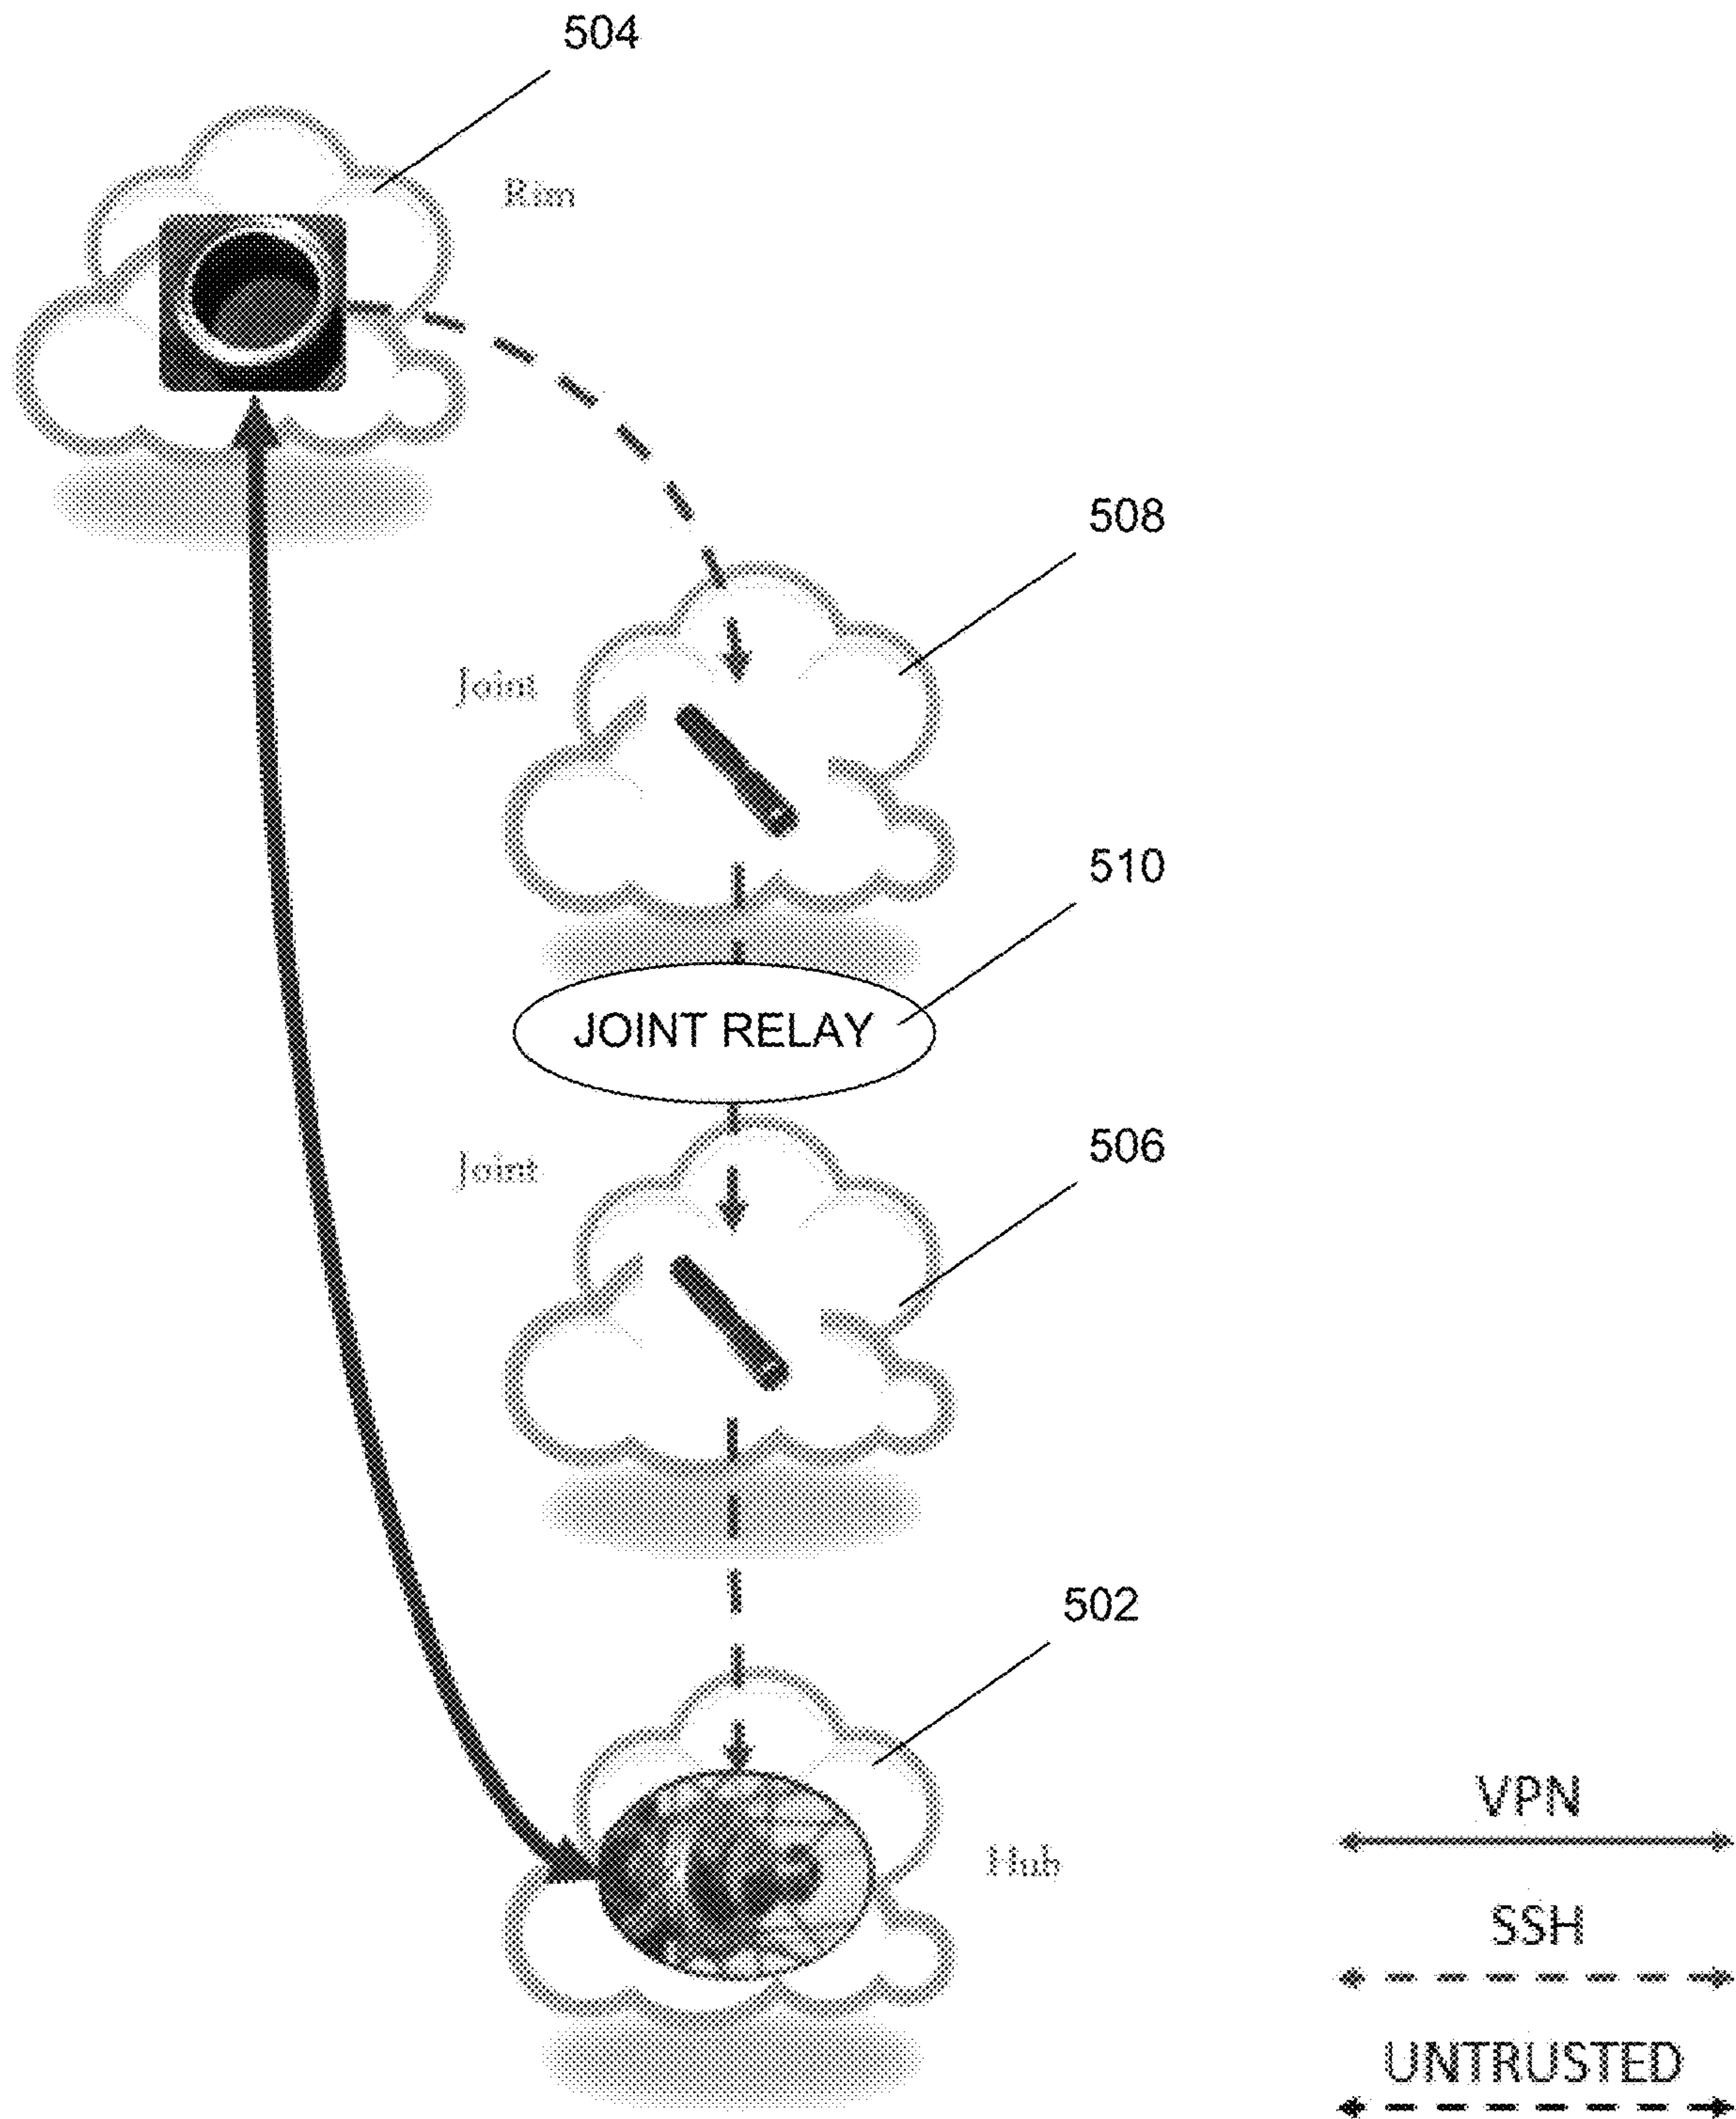 504
Rim
508
Joint
510
JOINT RELAY
506
Joint
502
Hub
VPN
SSH
UNTRUSTED